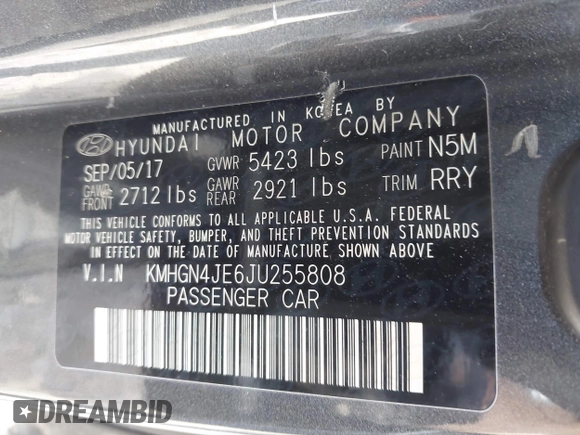 MANUFACTURED IN KOREA BY
HYUNDAI MOTOR COMPANY
SEP/05/17 GVWR 5423 lbs PAINT N5M
GAWR FRONT 2712 lbs GAWR REAR 2921 lbs TRIM RRY
THIS VEHICLE CONFORMS TO ALL APPLICABLE U.S.A. FEDERAL
MOTOR VEHICLE SAFETY, BUMPER, AND THEFT PREVENTION STANDARDS
IN EFFECT ON THE DATE OF MANUFACTURE SHOWN ABOVE.
V.I.N KMHGN4JE6JU255808
PASSENGER CAR
DREAMBID